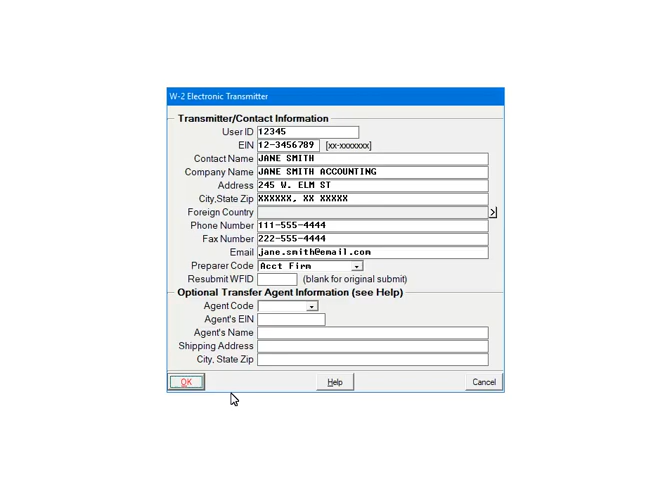 W-2 Electronic Transmitter
Transmitter/Contact Information
User ID 12345
EIN 12-3456789 [xx-xxxxxxx]
Contact Name JANE SMITH
Company Name JANE SMITH ACCOUNTING
Address 245 W. ELM ST
City,State Zip XXXXXX, XX XXXXX
Foreign Country >
Phone Number 111-555-4444
Fax Number 222-555-4444
Email jane.smith@email.com
Preparer Code Acct Firm
Resubmit WFID (blank for original submit)
Optional Transfer Agent Information (see Help)
Agent Code
Agent's EIN
Agent's Name
Shipping Address
City, State Zip
OK Help Cancel